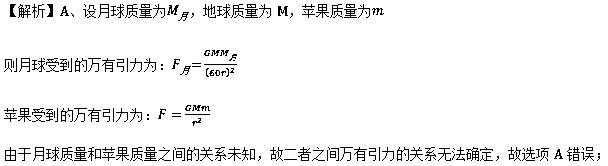 【解析】A、设月球质量为M月，地球质量为 M，苹果质量为m
则月球受到的万有引力为：F月=GMM月/(60r)²
苹果受到的万有引力为：F =GMm/r²
由于月球质量和苹果质量之间的关系未知，故二者之间万有引力的关系无法确定，故选项 A 错误；